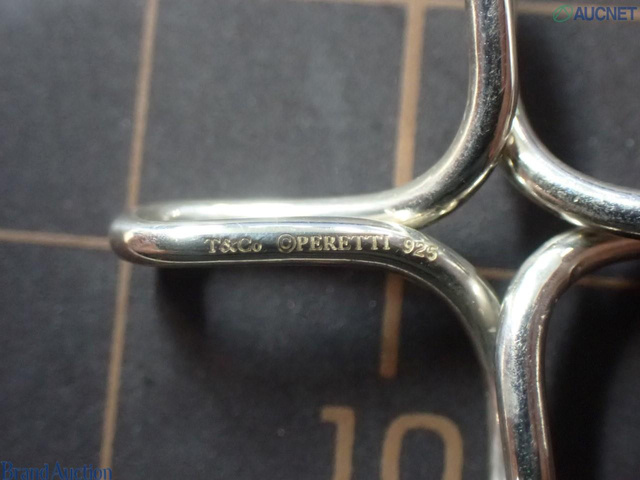 AUCNET
T&Co ©PERETTI 925
10
Brand Auction